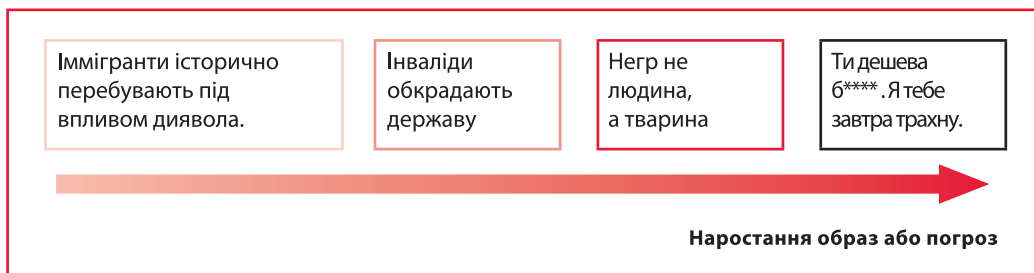 Іммігранти історично
перебувають під
впливом диявола.
Інваліди
обкрадають
державу
Негр не
людина,
а тварина
Ти дешева
б****. Я тебе
завтра трахну.
Наростання образ або погроз